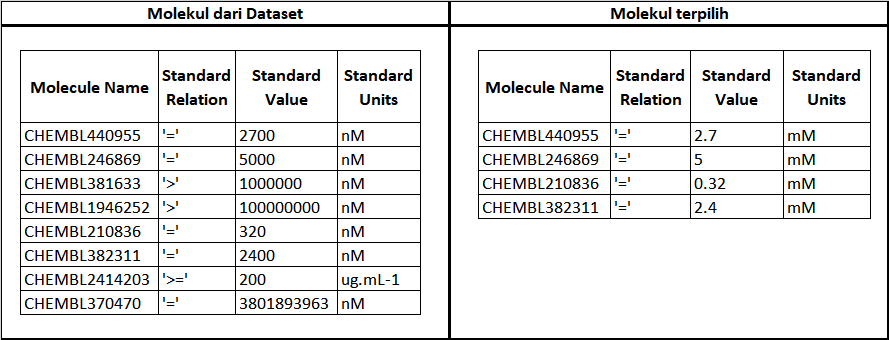 Molekul dari Dataset Molekul terpilih
Molecule Name Standard Relation Standard Value Standard Units
CHEMBL440955 '=' 2700 nM
CHEMBL246869 '=' 5000 nM
CHEMBL381633 '>' 1000000 nM
CHEMBL1946252 '>' 100000000 nM
CHEMBL210836 '=' 320 nM
CHEMBL382311 '=' 2400 nM
CHEMBL2414203 '>=' 200 ug.mL-1
CHEMBL370470 '=' 3801893963 nM
Molecule Name Standard Relation Standard Value Standard Units
CHEMBL440955 '=' 2.7 mM
CHEMBL246869 '=' 5 mM
CHEMBL210836 '=' 0.32 mM
CHEMBL382311 '=' 2.4 mM